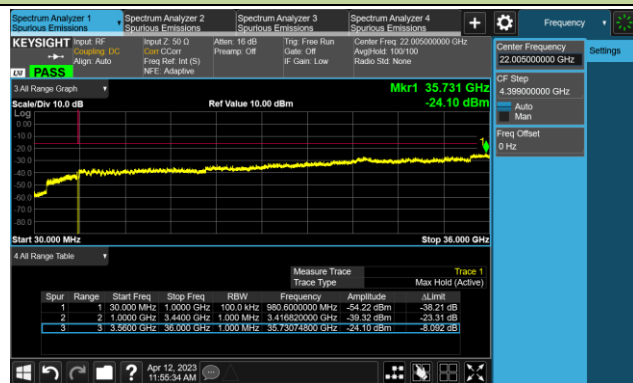 Spectrum Analyzer 1
Spurious Emissions
Spectrum Analyzer 2
Spurious Emissions
Spectrum Analyzer 3
Spurious Emissions
Spectrum Analyzer 4
Spurious Emissions
+
Frequency
KEYSIGHT
Input: RF
Coupling: DC
Align: Auto
Input Z: 50 Ω
Corr CCorr
Freq Ref: Int (S)
NFE: Adaptive
Atten: 16 dB
Preamp: Off
Trig: Free Run
Gate: Off
IF Gain: Low
Center Freq: 22.005000000 GHz
Avg|Hold: 100/100
Radio Std: None
LXI PASS
Center Frequency
22.005000000 GHz
Settings
CF Step
4.399000000 GHz
Auto
Man
Freq Offset
0 Hz
3 All Range Graph
Mkr1 35.731 GHz
Scale/Div 10.0 dB
Ref Value 10.00 dBm
-24.10 dBm
Log
0.00
-10.0
-20.0
-30.0
-40.0
-50.0
-60.0
-70.0
-80.0
1
Start 30.000 MHz
Stop 36.000 GHz
4 All Range Table
Measure Trace
Trace 1
Trace Type
Max Hold (Active)
Spur Range Start Freq Stop Freq RBW Frequency Amplitude ΔLimit
1 1 30.000 MHz 1.0000 GHz 100.0 kHz 980.6000000 MHz -54.22 dBm -38.21 dB
2 2 1.0000 GHz 3.4400 GHz 1.000 MHz 3.416820000 GHz -39.32 dBm -23.31 dB
3 3 3.5600 GHz 36.000 GHz 1.000 MHz 35.73074800 GHz -24.10 dBm -8.092 dB
?
Apr 12, 2023
11:55:34 AM